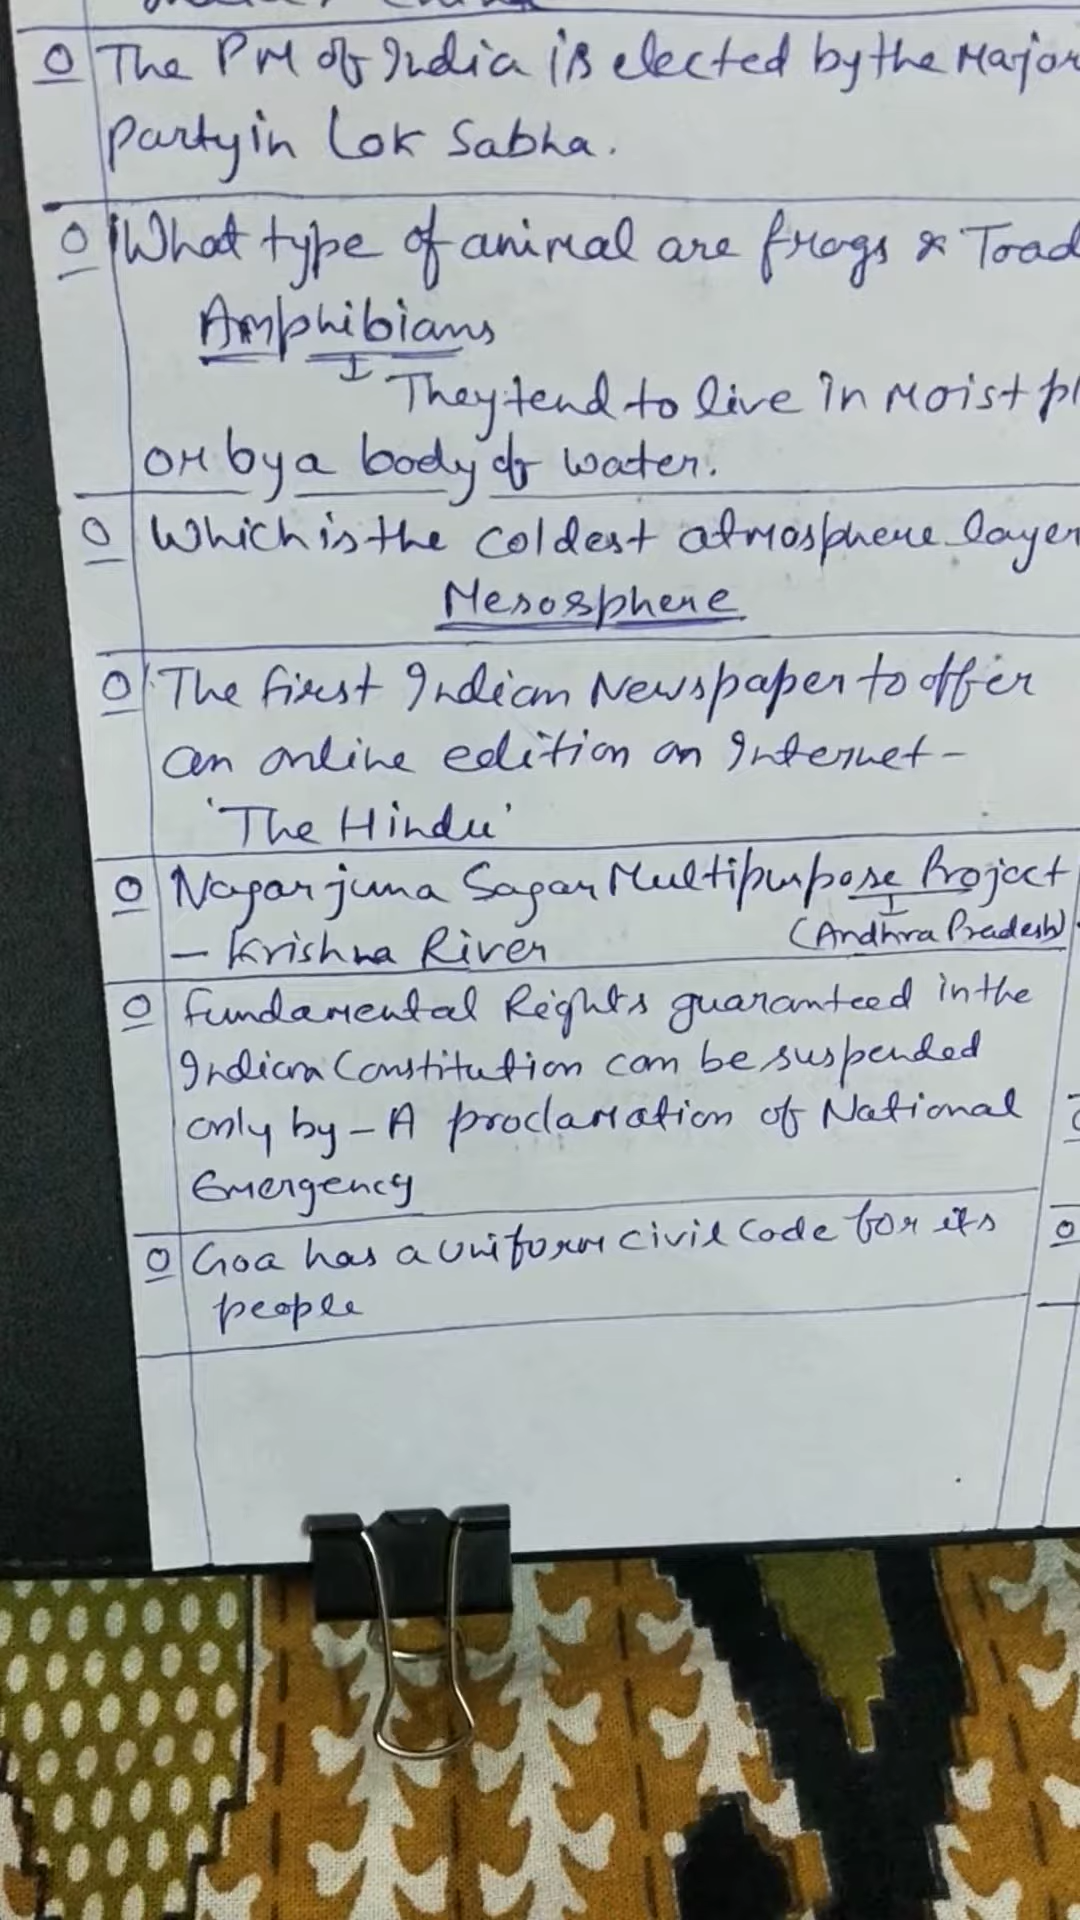 O The PM of India is elected by the Major
party in Lok Sabha.
O What type of animal are frogs & Toad
Amphibians
They tend to live in Moist pl
or by a body of water.
O Which is the coldest atmosphere layer
Mesosphere
O The first Indian Newspaper to offer
an online edition on Internet -
'The Hindu'
O Nagarjuna Sagar Multipurpose Project
(Andhra Pradesh)
- Krishna River
O Fundamental Rights guaranteed in the
Indian Constitution can be suspended
only by - A proclamation of National
Emergency
O Goa has a uniform civil Code for its
people